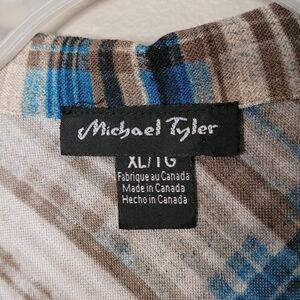 Michael Tyler
XL/TG
Fabriqué au Canada
Made in Canada
Hecho in Canada